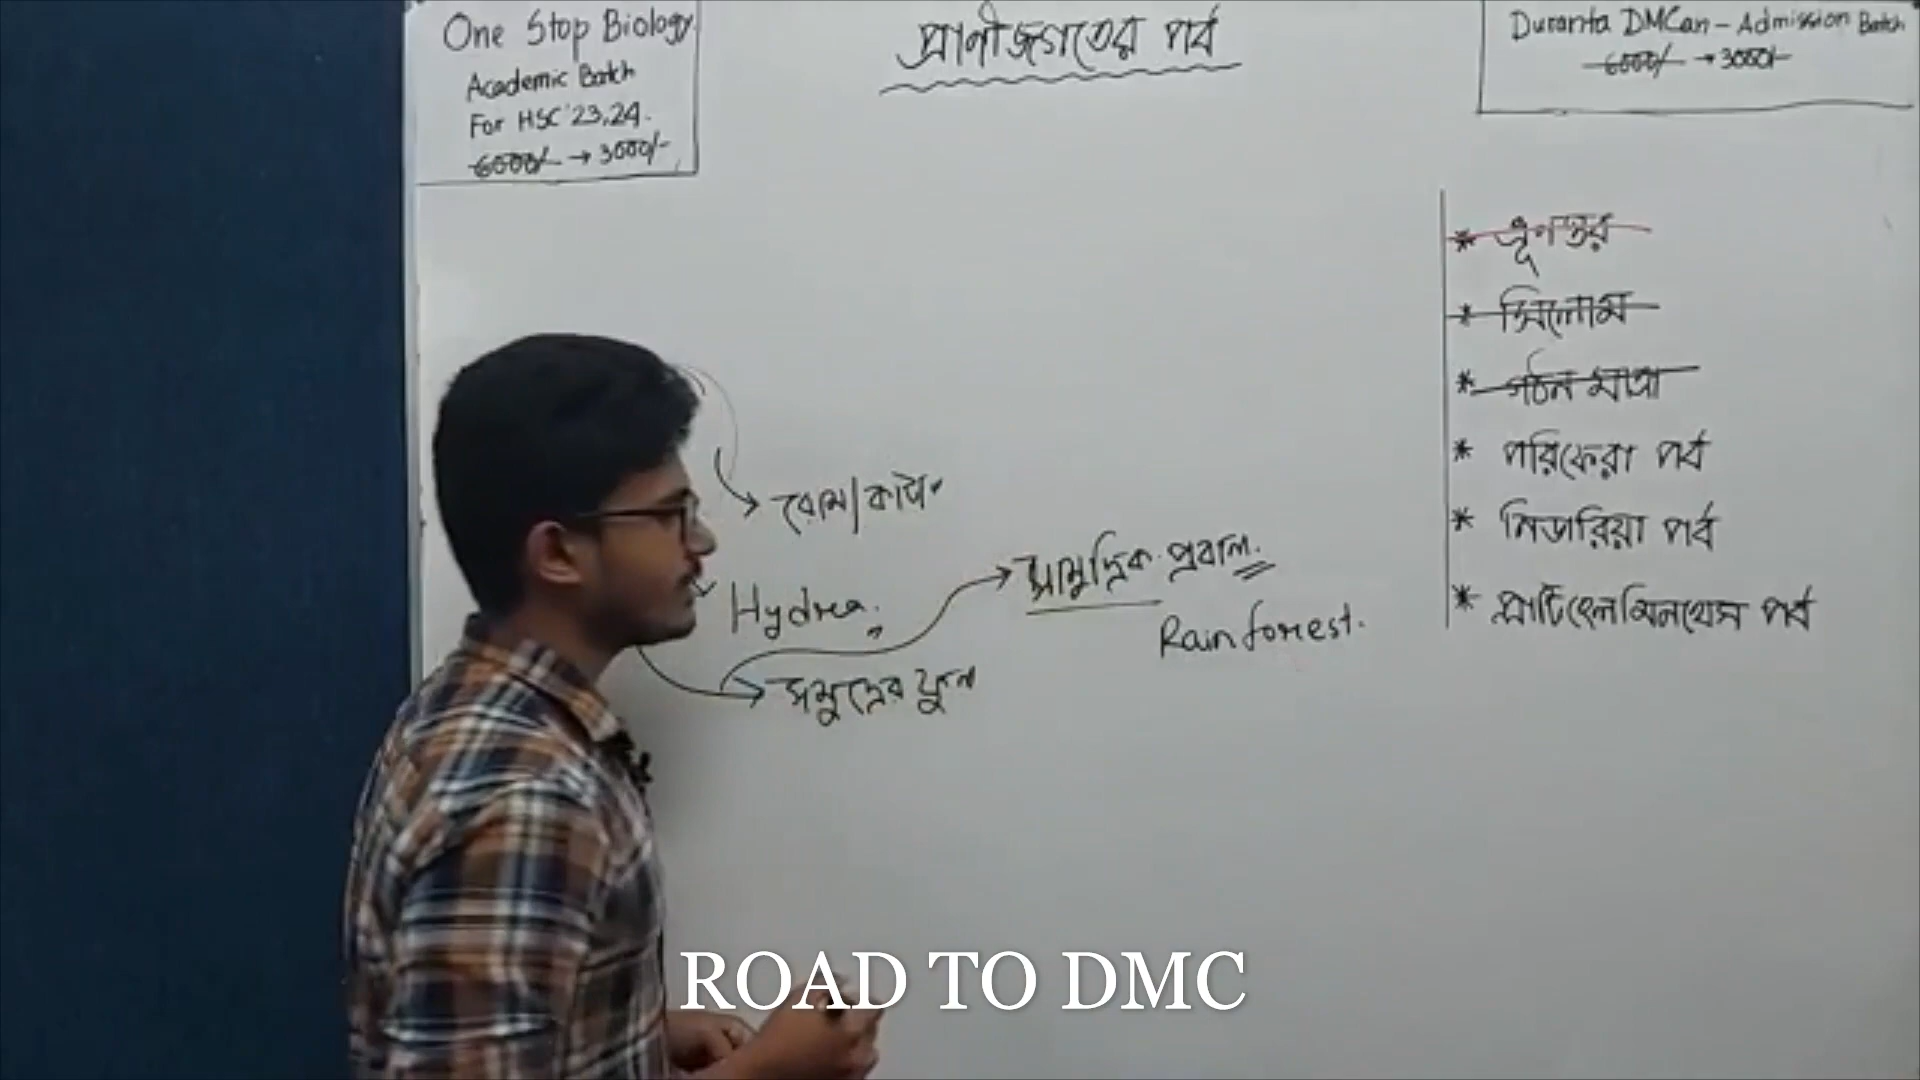 One Stop Biology
Academic Batch
For HSC'23,24.
6000/- → 3000/-
প্রাণীজগতের পর্ব
Duranta DMCan - Admission Batch
6000/- → 3000/-
* ভ্রূণস্তর
* সিলোম
* গঠন মাত্রা
* পরিফেরা পর্ব
* নিডারিয়া পর্ব
* প্লাটিহেলমিনথেস পর্ব
→ রোম/কাটা
→ সামুদ্রিক প্রবাল.
Hydra.
Rainforest.
→ সমুদ্রের ফুল
ROAD TO DMC